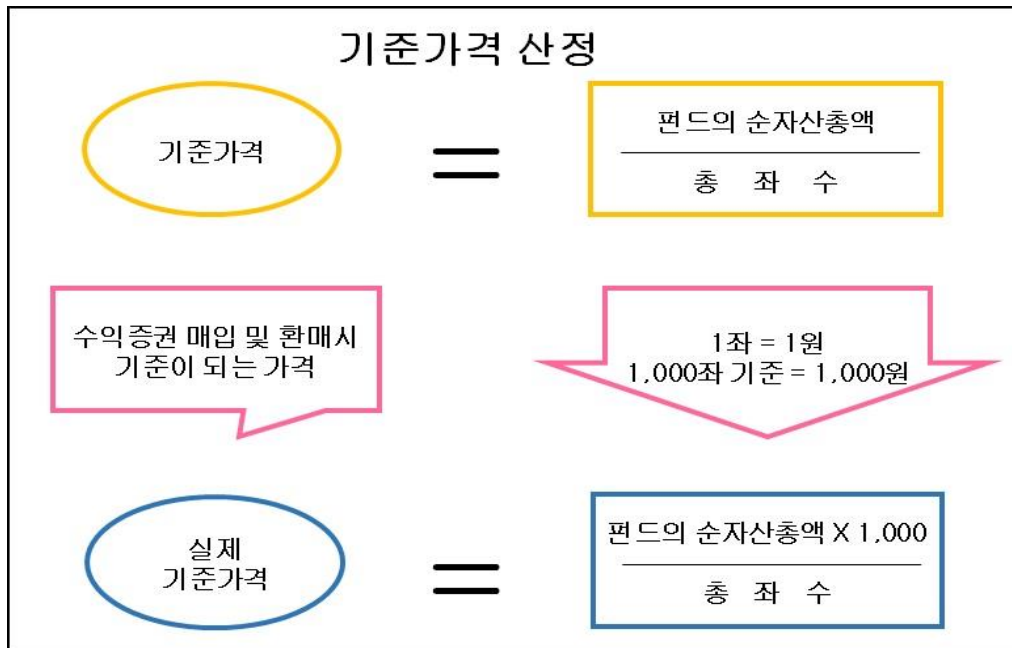 기준가격 산정
기준가격
=
펀드의 순자산총액
총 좌 수
수익증권 매입 및 환매시
기준이 되는 가격
1좌 = 1원
1,000좌 기준 = 1,000원
실제
기준가격
=
펀드의 순자산총액 X 1,000
총 좌 수